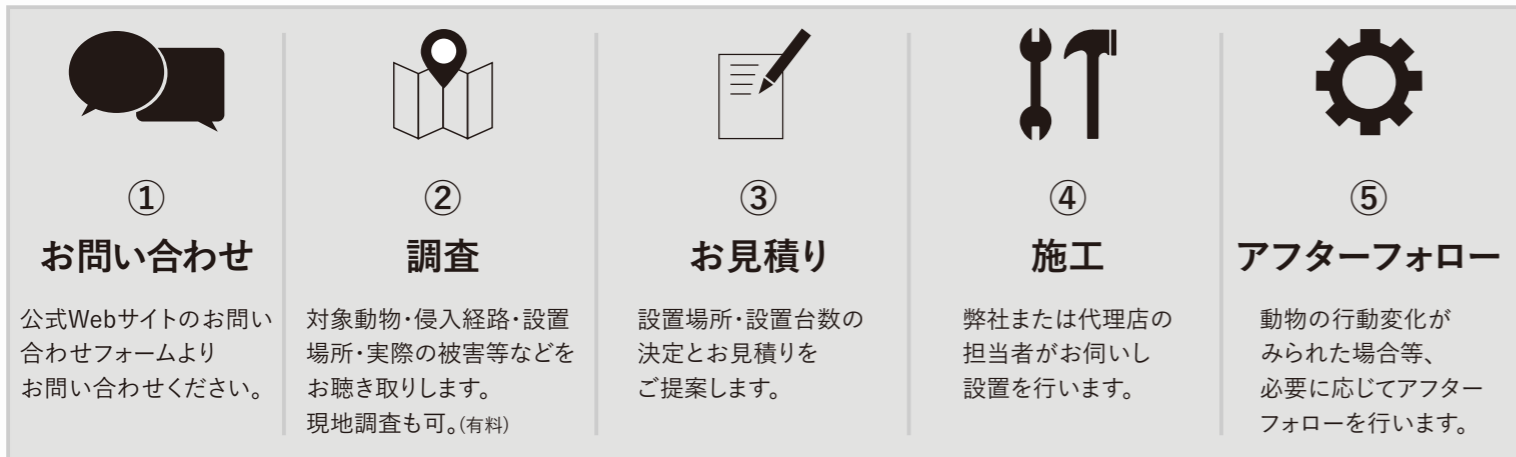 ①
お問い合わせ
公式Webサイトのお問い
合わせフォームより
お問い合わせください。
②
調査
対象動物・侵入経路・設置
場所・実際の被害等などを
お聴き取りします。
現地調査も可。(有料)
③
お見積り
設置場所・設置台数の
決定とお見積りを
ご提案します。
④
施工
弊社または代理店の
担当者がお伺いし
設置を行います。
⑤
アフターフォロー
動物の行動変化が
みられた場合等、
必要に応じてアフター
フォローを行います。